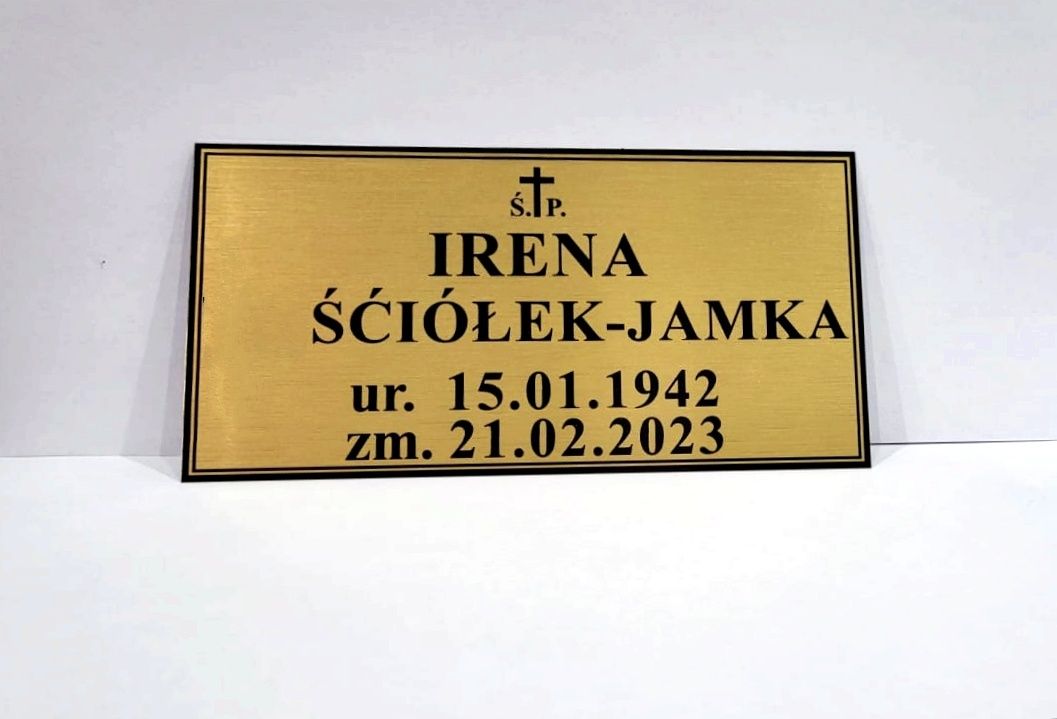 Ś. P.
IRENA
ŚĆIÓŁEK-JAMKA
ur. 15.01.1942
zm. 21.02.2023